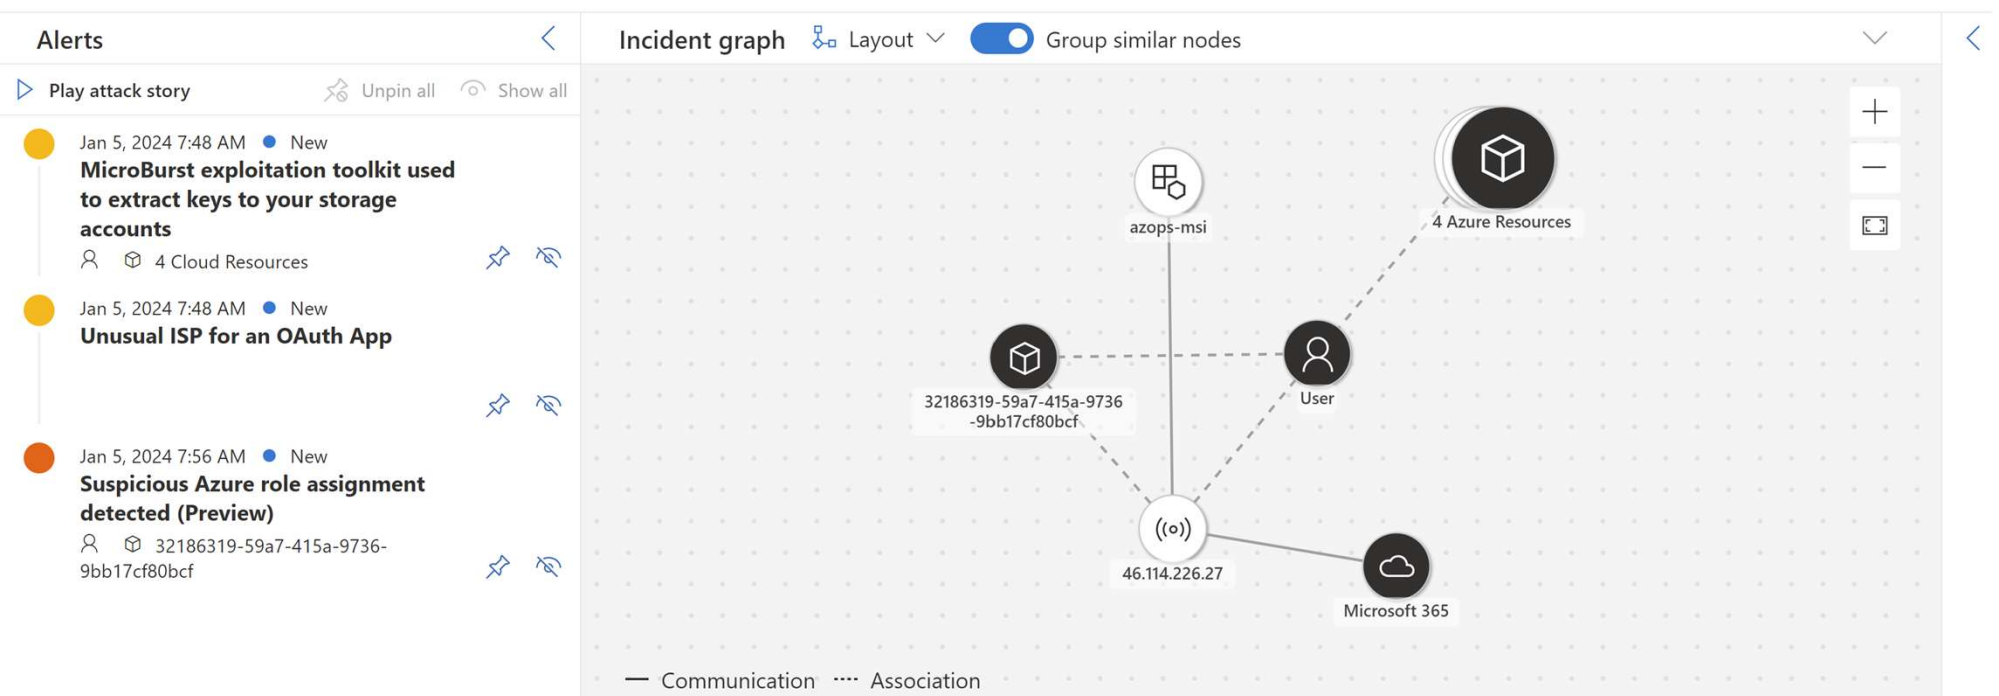 Alerts
Play attack story
Unpin all
Show all
Jan 5, 2024 7:48 AM
New
MicroBurst exploitation toolkit used
to extract keys to your storage
accounts
4 Cloud Resources
Jan 5, 2024 7:48 AM
New
Unusual ISP for an OAuth App
Jan 5, 2024 7:56 AM
New
Suspicious Azure role assignment
detected (Preview)
32186319-59a7-415a-9736-
9bb17cf80bcf
Incident graph
Layout
Group similar nodes
azops-msi
4 Azure Resources
32186319-59a7-415a-9736
-9bb17cf80bcf
User
46.114.226.27
Microsoft 365
Communication
Association